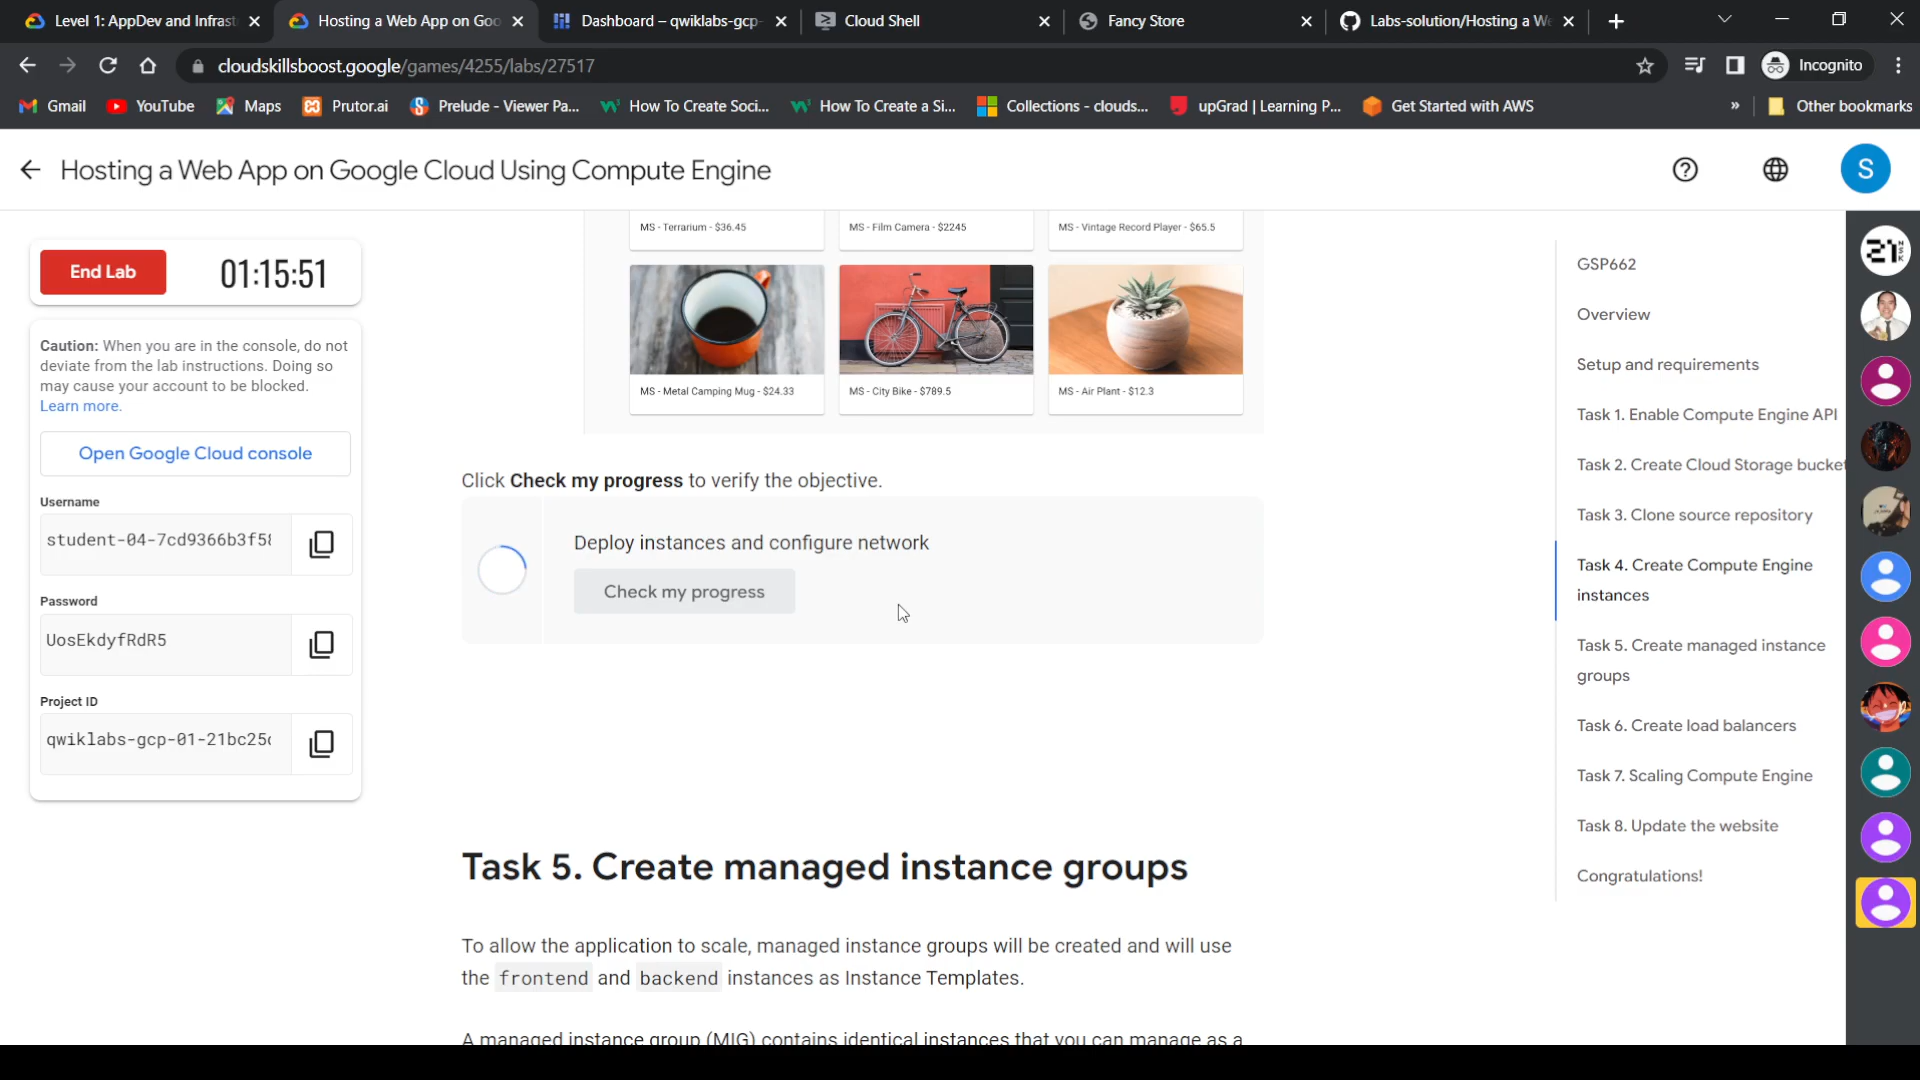 Level 1: AppDev and Infrast
Hosting a Web App on Goo
Dashboard – qwiklabs-gcp-
Cloud Shell
Fancy Store
Labs-solution/Hosting a We
cloudskillsboost.google/games/4255/labs/27517
Incognito
Gmail
YouTube
Maps
Prutor.ai
Prelude - Viewer Pa...
How To Create Soci...
How To Create a Si...
Collections - clouds...
upGrad | Learning P...
Get Started with AWS
»
Other bookmarks
Hosting a Web App on Google Cloud Using Compute Engine
S
End Lab
01:15:51
Caution: When you are in the console, do not
deviate from the lab instructions. Doing so
may cause your account to be blocked.
Learn more.
Open Google Cloud console
Username
student-04-7cd9366b3f58
Password
UosEkdyfRdR5
Project ID
qwiklabs-gcp-01-21bc25c
MS - Terrarium - $36.45
MS - Film Camera - $2245
MS - Vintage Record Player - $65.5
MS - Metal Camping Mug - $24.33
MS - City Bike - $789.5
MS - Air Plant - $12.3
Click Check my progress to verify the objective.
Deploy instances and configure network
Check my progress
Task 5. Create managed instance groups
To allow the application to scale, managed instance groups will be created and will use
the frontend and backend instances as Instance Templates.
A managed instance group (MIG) contains identical instances that you can manage as a
GSP662
Overview
Setup and requirements
Task 1. Enable Compute Engine API
Task 2. Create Cloud Storage bucket
Task 3. Clone source repository
Task 4. Create Compute Engine
instances
Task 5. Create managed instance
groups
Task 6. Create load balancers
Task 7. Scaling Compute Engine
Task 8. Update the website
Congratulations!